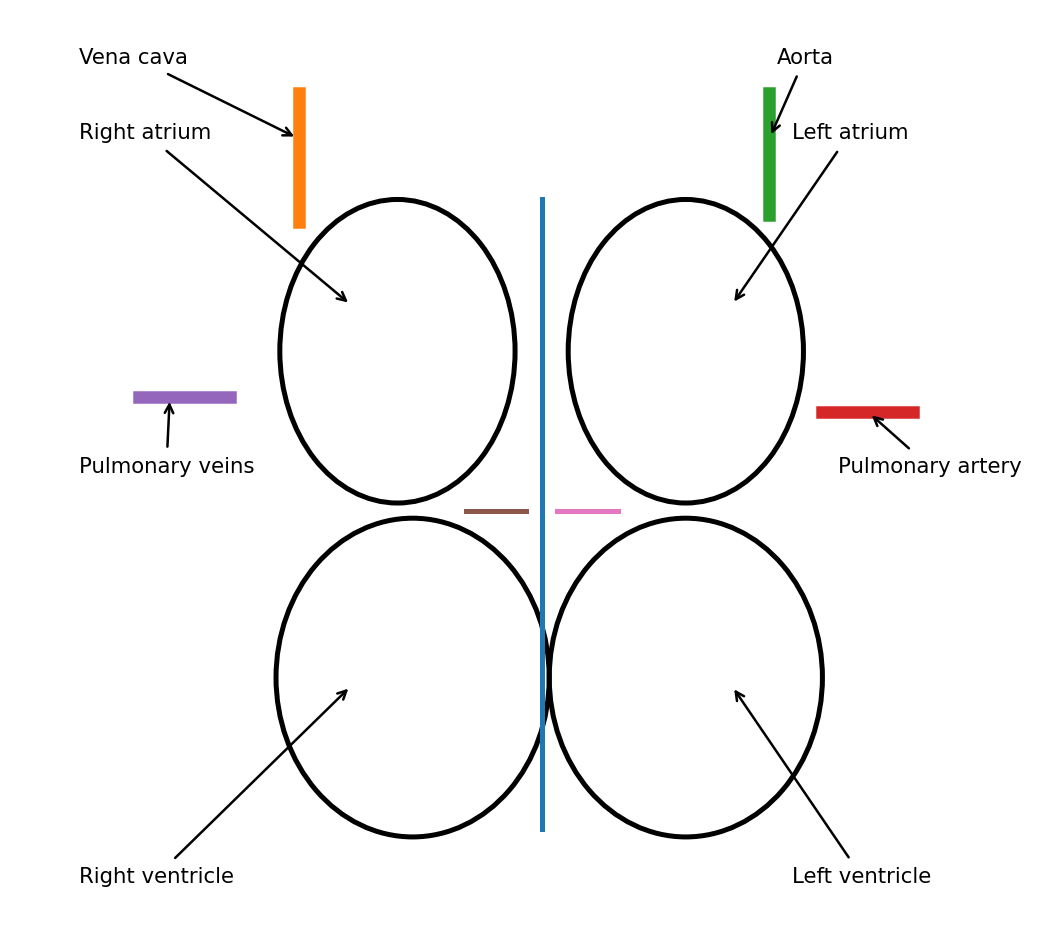 Vena cava
Aorta
Right atrium
Left atrium
Pulmonary veins
Pulmonary artery
Right ventricle
Left ventricle